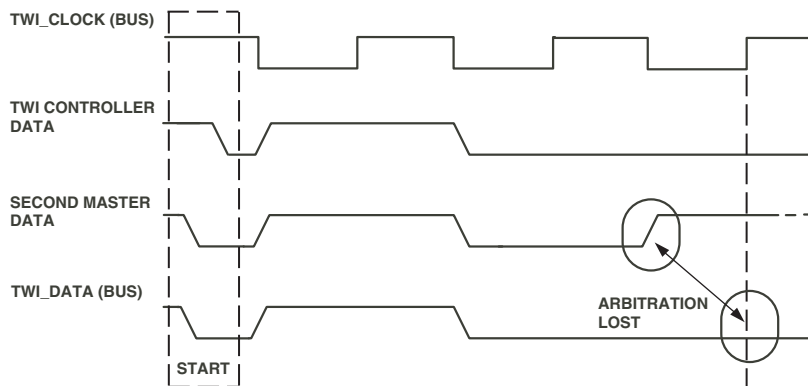 TWI_CLOCK (BUS)
TWI CONTROLLER
DATA
SECOND MASTER
DATA
TWI_DATA (BUS)
ARBITRATION
LOST
START